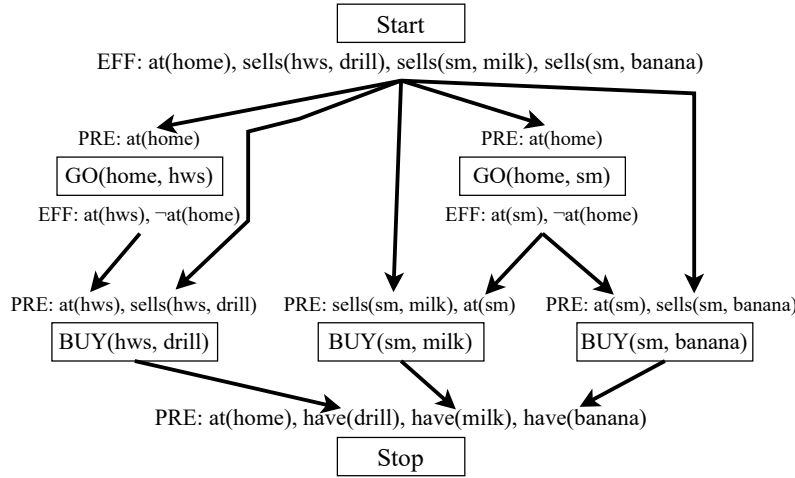 Start
EFF: at(home), sells(hws, drill), sells(sm, milk), sells(sm, banana)
PRE: at(home)
GO(home, hws)
EFF: at(hws), ¬at(home)
PRE: at(home)
GO(home, sm)
EFF: at(sm), ¬at(home)
PRE: at(hws), sells(hws, drill)
BUY(hws, drill)
PRE: sells(sm, milk), at(sm)
BUY(sm, milk)
PRE: at(sm), sells(sm, banana)
BUY(sm, banana)
PRE: at(home), have(drill), have(milk), have(banana)
Stop